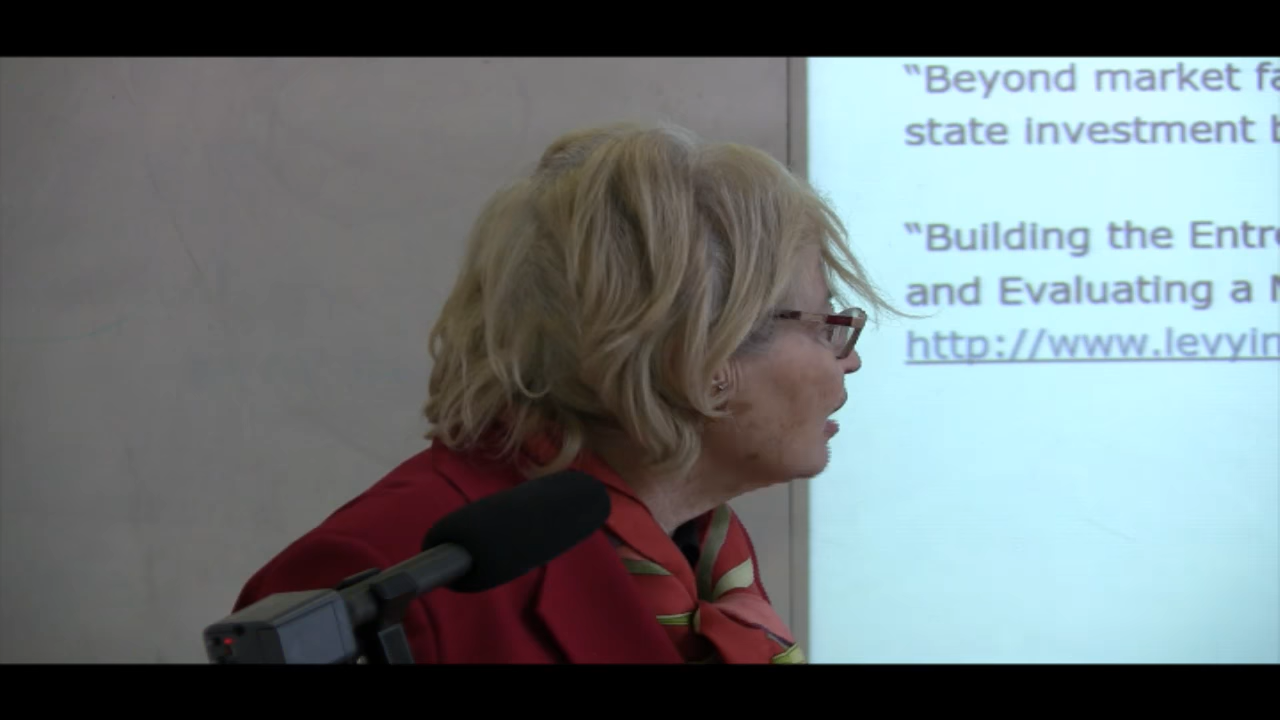 “Beyond market fa
state investment b
“Building the Entre
and Evaluating a N
http://www.levyin